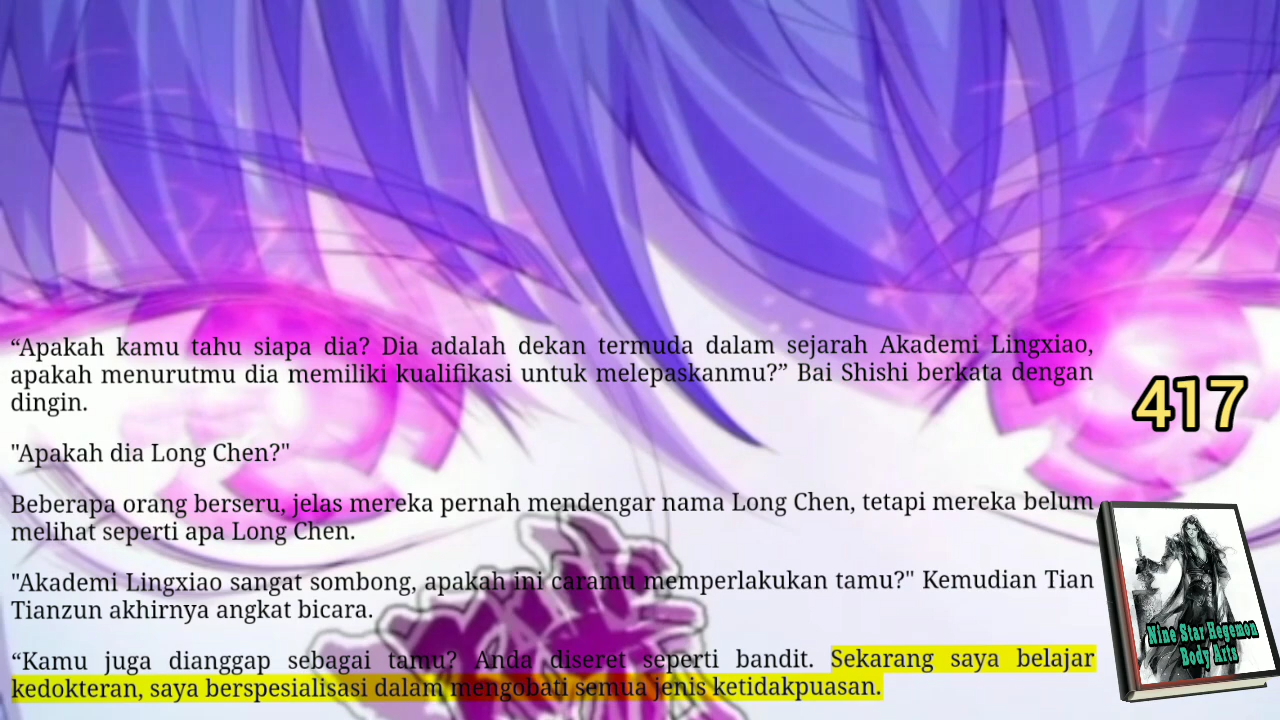 “Apakah kamu tahu siapa dia? Dia adalah dekan termuda dalam sejarah Akademi Lingxiao,
apakah menurutmu dia memiliki kualifikasi untuk melepaskanmu?” Bai Shishi berkata dengan
dingin.
"Apakah dia Long Chen?"
Beberapa orang berseru, jelas mereka pernah mendengar nama Long Chen, tetapi mereka belum
melihat seperti apa Long Chen.
"Akademi Lingxiao sangat sombong, apakah ini caramu memperlakukan tamu?" Kemudian Tian
Tianzun akhirnya angkat bicara.
“Kamu juga dianggap sebagai tamu? Anda diseret seperti bandit. Sekarang saya belajar
kedokteran, saya berspesialisasi dalam mengobati semua jenis ketidakpuasan.
417
Nine Star Hegemon
Body Arts